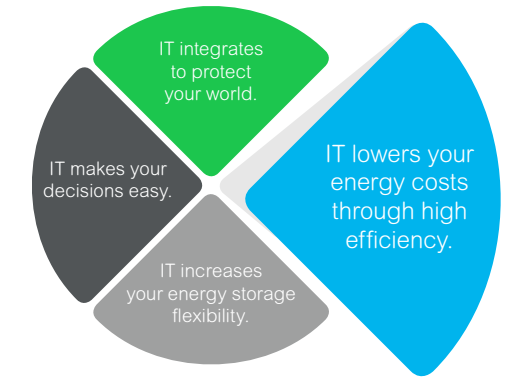 IT integrates
to protect
your world.
IT makes your
decisions easy.
IT lowers your
energy costs
through high
efficiency.
IT increases
your energy storage
flexibility.